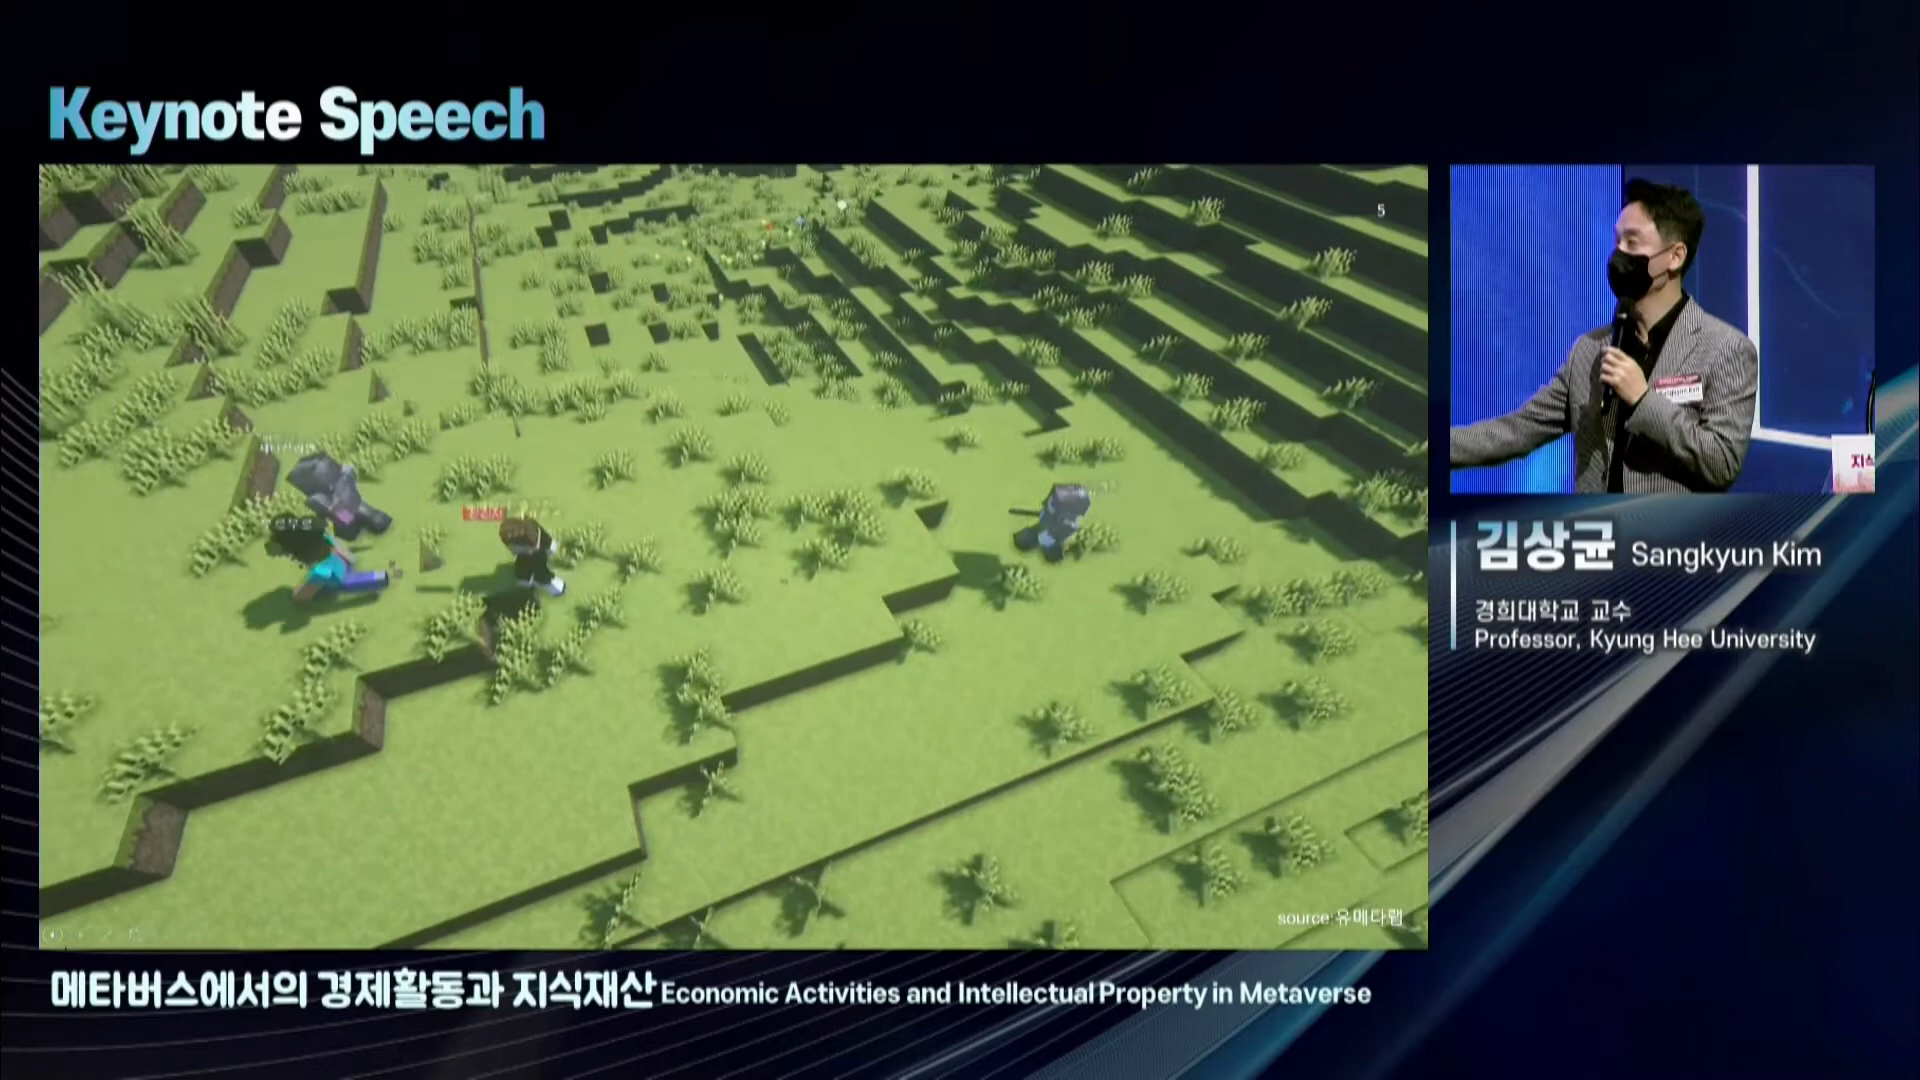 Keynote Speech
5
source:유메타랩
김상균 Sangkyun Kim
경희대학교 교수
Professor, Kyung Hee University
메타버스에서의 경제활동과 지식재산 Economic Activities and Intellectual Property in Metaverse